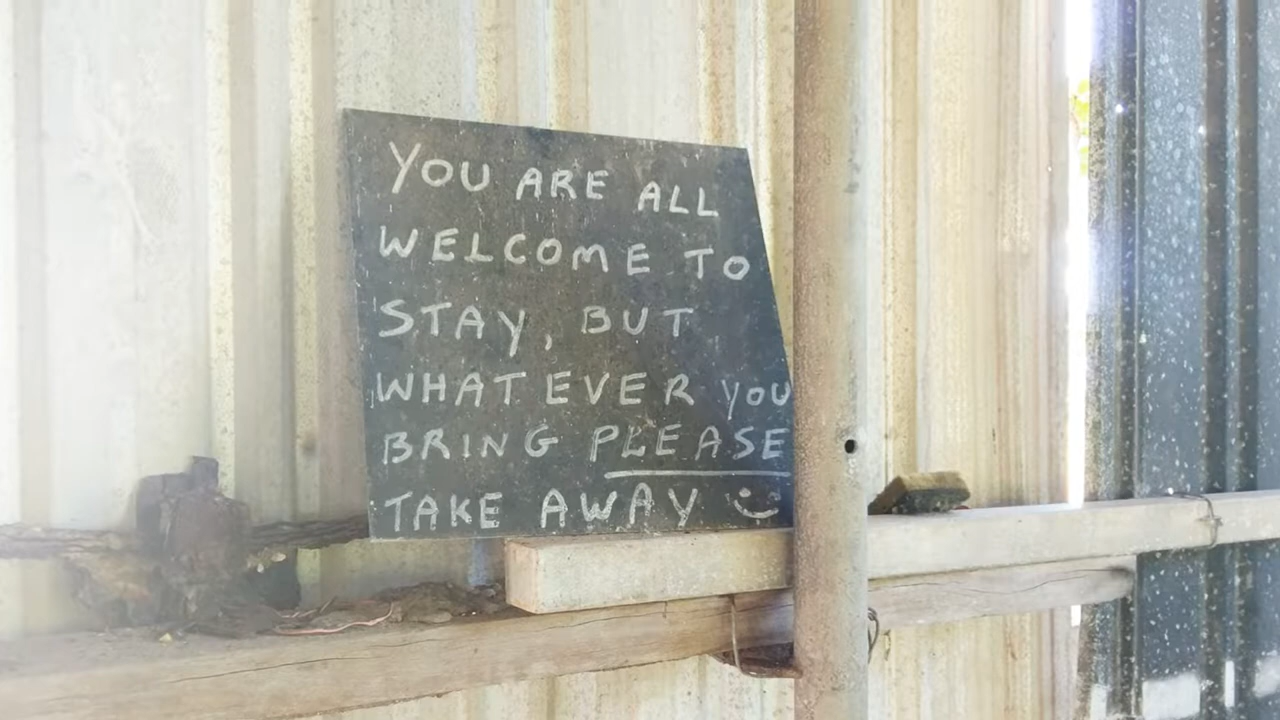 YOU ARE ALL
WELCOME TO
STAY, BUT
WHATEVER YOU
BRING PLEASE
TAKE AWAY